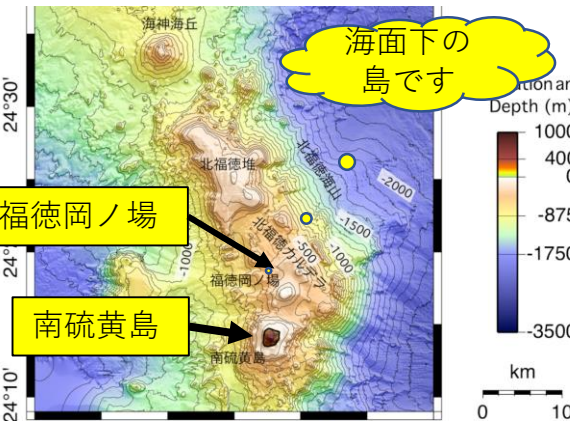 海神海丘
海面下の
島です
24°30'
Depth (m)
1000
400
0
-875
-1750
-3500
北福徳堆
北福徳海山
-2000
-1500
-1000
-500
北福徳カルデラ
福徳岡ノ場
-1000
福徳岡ノ場
南硫黄島
南硫黄島
24°10'
km
0
10